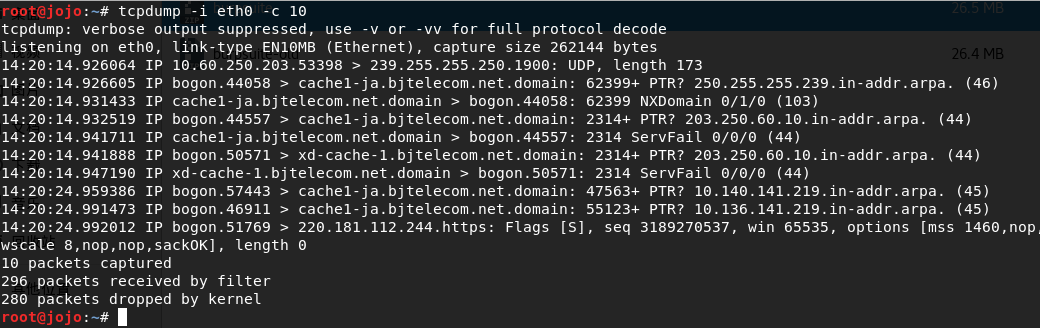 root@jojo:~# tcpdump -i eth0 -c 10
26.5 MB
tcpdump: verbose output suppressed, use -v or -vv for full protocol decode
listening on eth0, link-type EN10MB (Ethernet), capture size 262144 bytes
26.4 MB
14:20:14.926064 IP 10.60.250.203.53398 > 239.255.255.250.1900: UDP, length 173
14:20:14.926605 IP bogon.44058 > cache1-ja.bjtelecom.net.domain: 62399+ PTR? 250.255.255.239.in-addr.arpa. (46)
14:20:14.931433 IP cache1-ja.bjtelecom.net.domain > bogon.44058: 62399 NXDomain 0/1/0 (103)
14:20:14.932519 IP bogon.44557 > cache1-ja.bjtelecom.net.domain: 2314+ PTR? 203.250.60.10.in-addr.arpa. (44)
14:20:14.941711 IP cache1-ja.bjtelecom.net.domain > bogon.44557: 2314 ServFail 0/0/0 (44)
14:20:14.941888 IP bogon.50571 > xd-cache-1.bjtelecom.net.domain: 2314+ PTR? 203.250.60.10.in-addr.arpa. (44)
14:20:14.947190 IP xd-cache-1.bjtelecom.net.domain > bogon.50571: 2314 ServFail 0/0/0 (44)
14:20:24.959386 IP bogon.57443 > cache1-ja.bjtelecom.net.domain: 47563+ PTR? 10.140.141.219.in-addr.arpa. (45)
14:20:24.991473 IP bogon.46911 > cache1-ja.bjtelecom.net.domain: 55123+ PTR? 10.136.141.219.in-addr.arpa. (45)
14:20:24.992012 IP bogon.51769 > 220.181.112.244.https: Flags [S], seq 3189270537, win 65535, options [mss 1460,nop,
wscale 8,nop,nop,sackOK], length 0
10 packets captured
296 packets received by filter
280 packets dropped by kernel
root@jojo:~#